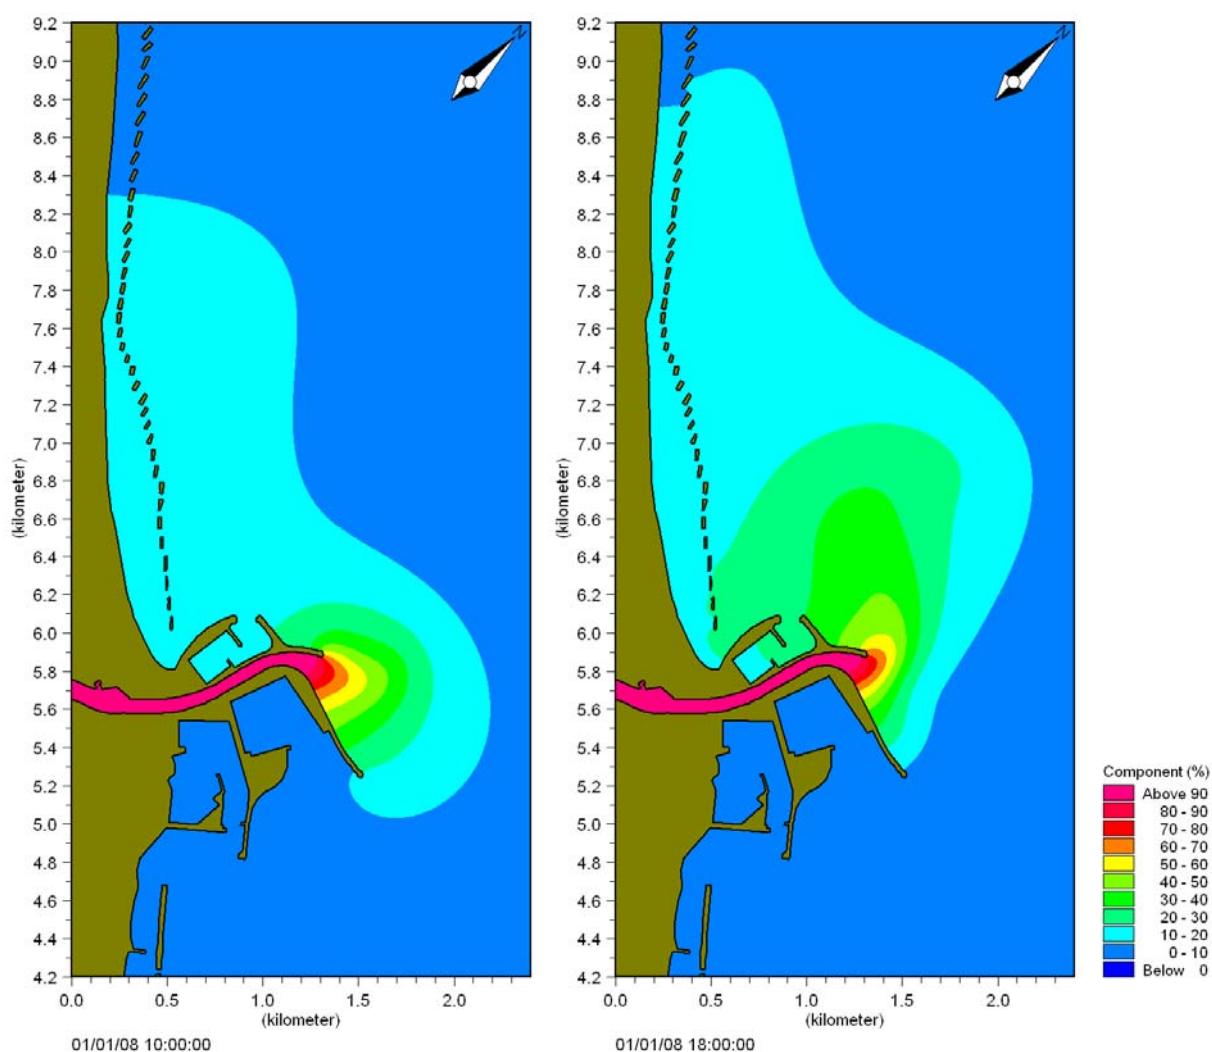 9.2
9.0
8.8
8.6
8.4
8.2
8.0
7.8
7.6
7.4
7.2
7.0
6.8
6.6
6.4
6.2
6.0
5.8
5.6
5.4
5.2
5.0
4.8
4.6
4.4
4.2
(kilometer)
N
0.0 0.5 1.0 1.5 2.0
(kilometer)
01/01/08 10:00:00
9.2
9.0
8.8
8.6
8.4
8.2
8.0
7.8
7.6
7.4
7.2
7.0
6.8
6.6
6.4
6.2
6.0
5.8
5.6
5.4
5.2
5.0
4.8
4.6
4.4
4.2
(kilometer)
N
0.0 0.5 1.0 1.5 2.0
(kilometer)
01/01/08 18:00:00
Component (%)
Above 90
80 - 90
70 - 80
60 - 70
50 - 60
40 - 50
30 - 40
20 - 30
10 - 20
0 - 10
Below 0